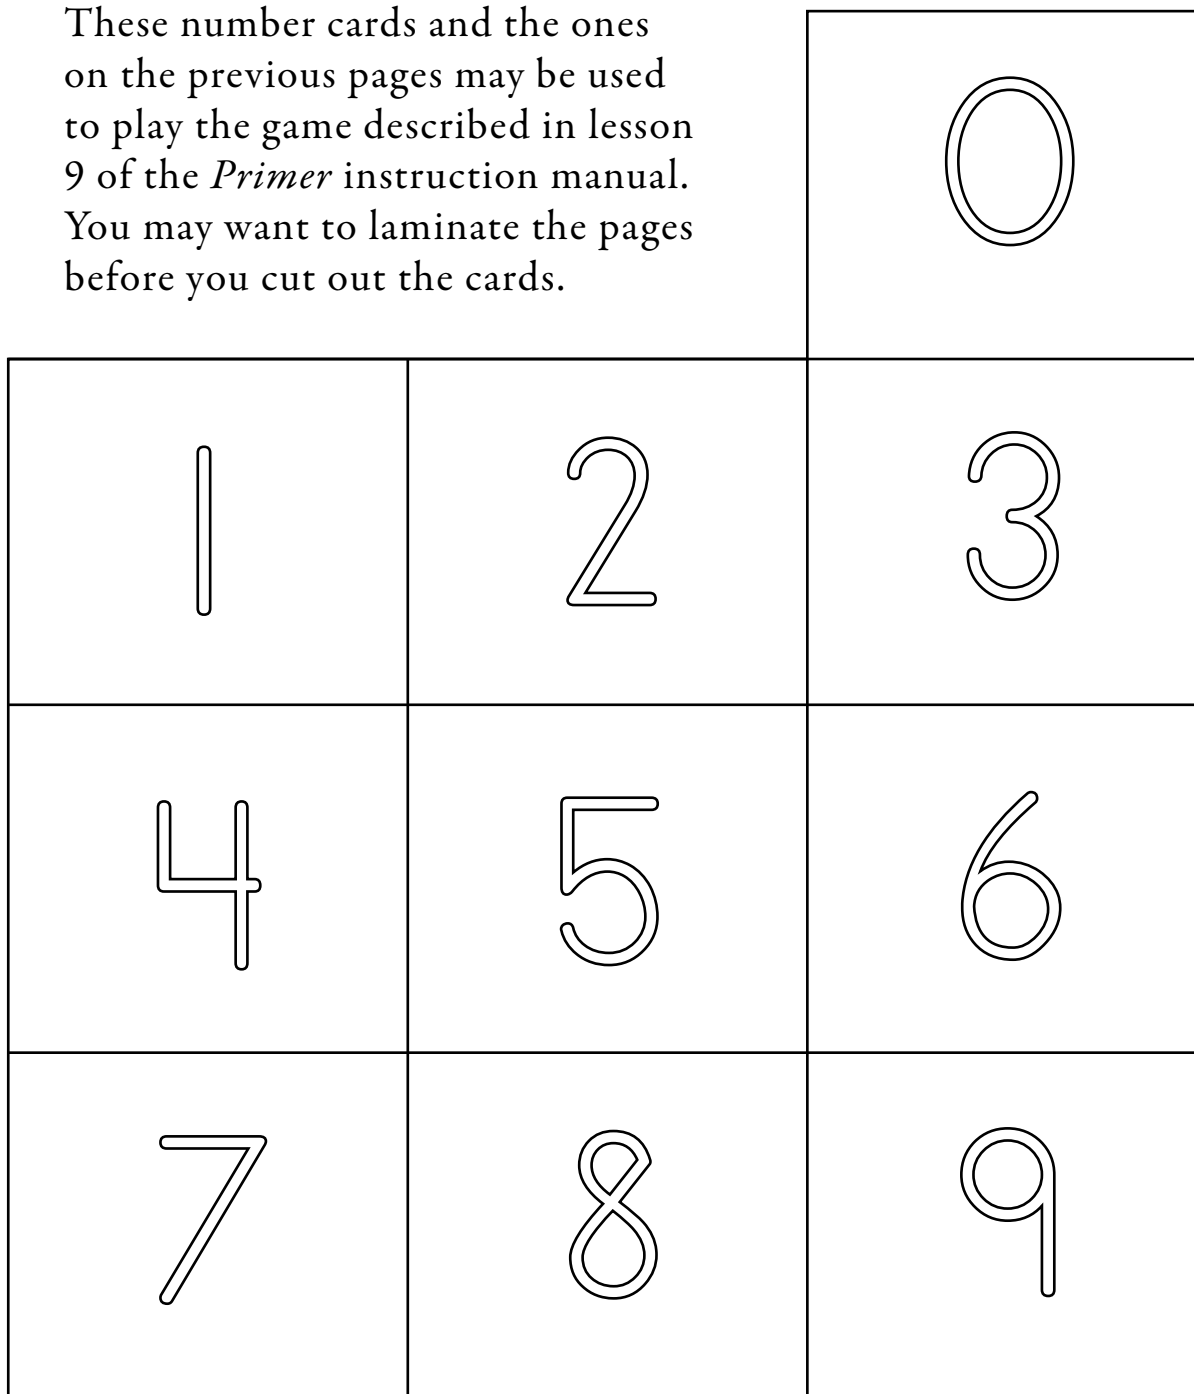 These number cards and the ones
on the previous pages may be used
to play the game described in lesson
9 of the Primer instruction manual.
You may want to laminate the pages
before you cut out the cards.
0
1 2 3
4 5 6
7 8 9